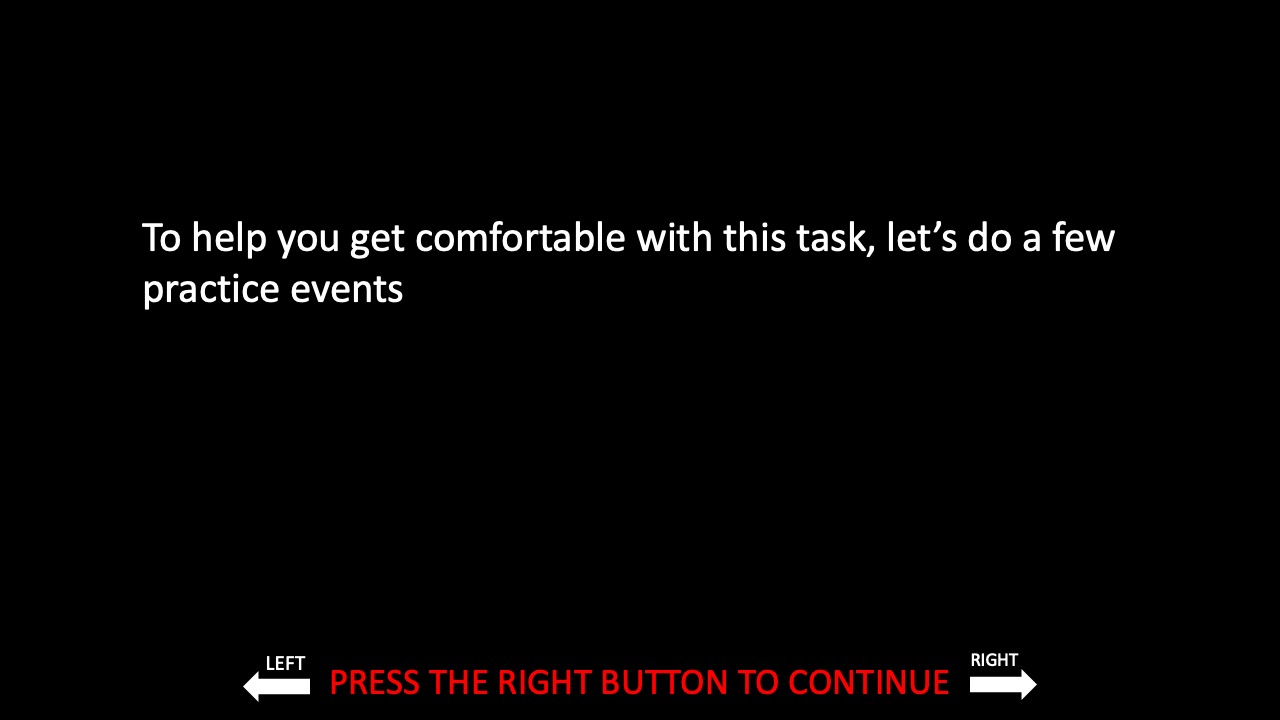 To help you get comfortable with this task, let’s do a few
practice events
LEFT
PRESS THE RIGHT BUTTON TO CONTINUE
RIGHT